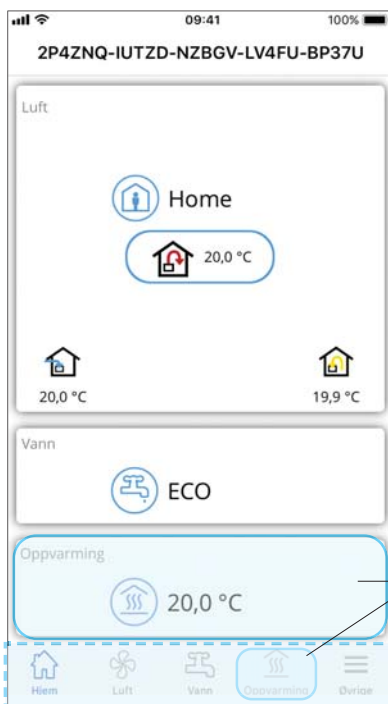 09:41 100%
2P4ZNQ-IUTZD-NZBGV-LV4FU-BP37U
Luft
Home
20,0 °C
20,0 °C 19,9 °C
Vann
ECO
Oppvarming
20,0 °C
Hjem Luft Vann Oppvarming Øvrige